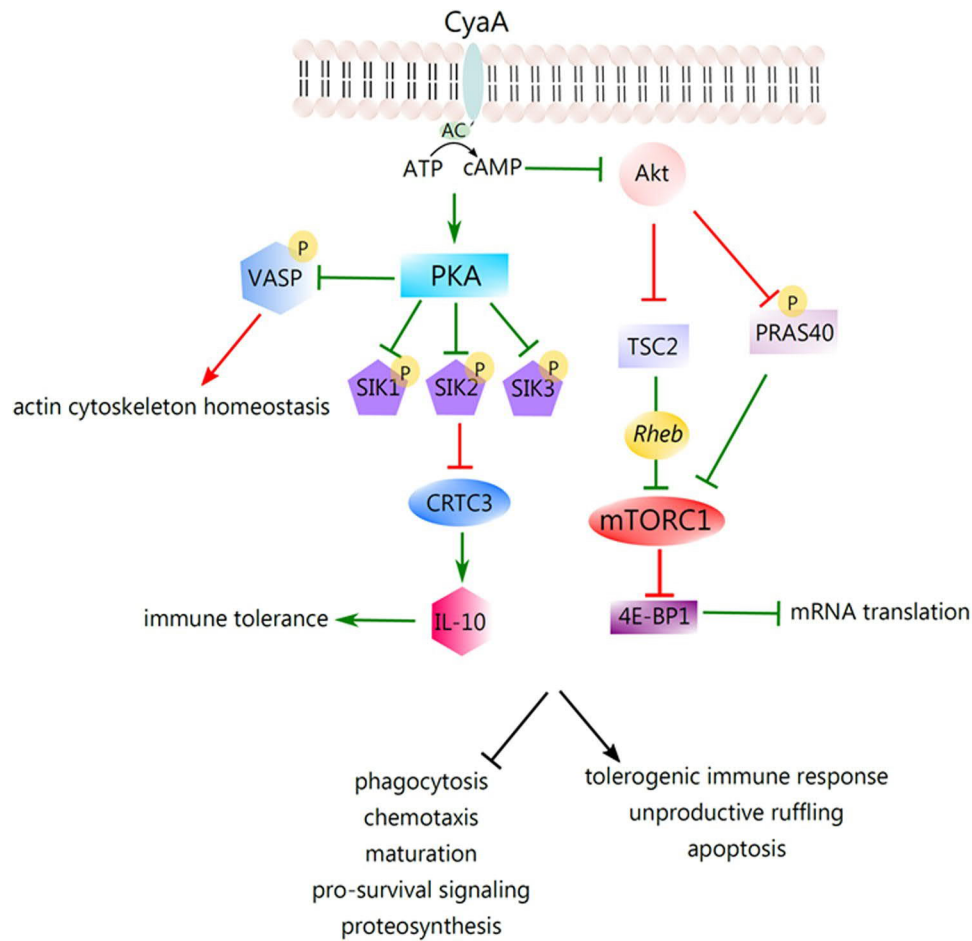 CyaA
AC
ATP
cAMP
Akt
P
VASP
PKA
P
PRAS40
TSC2
SIK1
P
SIK2
P
SIK3
P
actin cytoskeleton homeostasis
Rheb
CRTC3
mTORC1
immune tolerance
IL-10
4E-BP1
mRNA translation
phagocytosis
chemotaxis
maturation
pro-survival signaling
proteosynthesis
tolerogenic immune response
unproductive ruffling
apoptosis